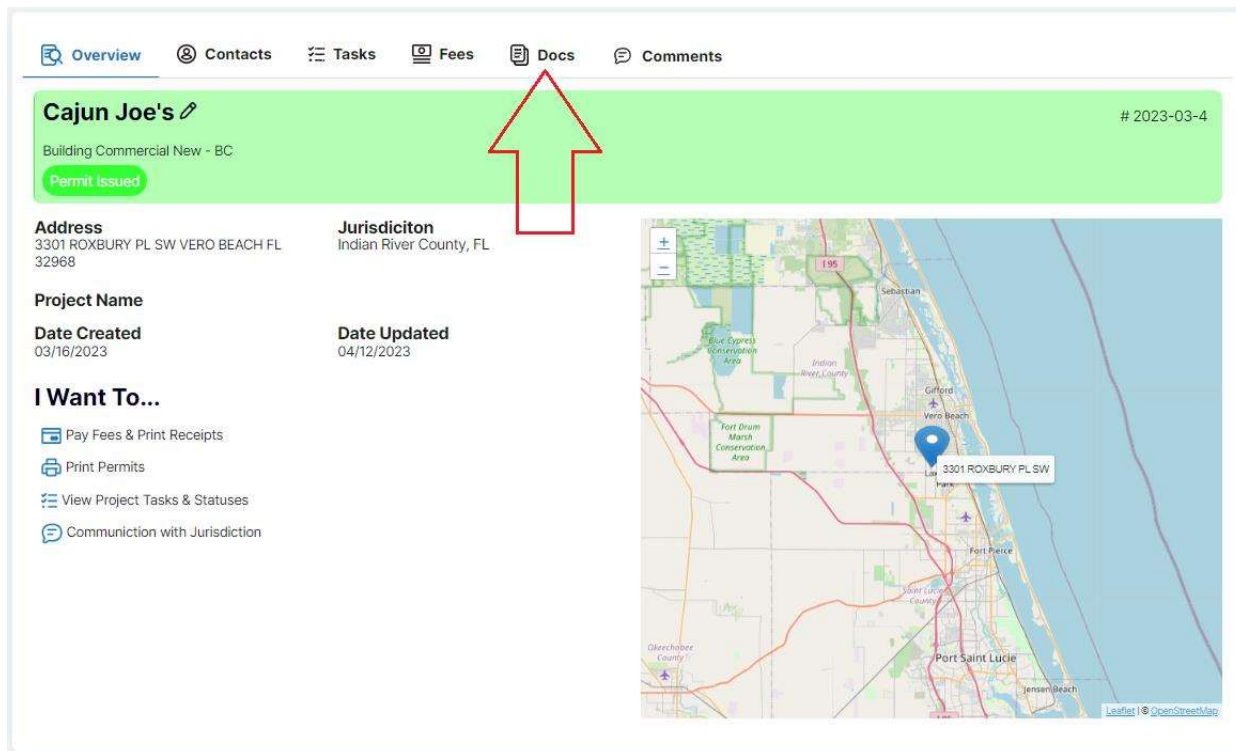 Overview Contacts Tasks Fees Docs Comments
Cajun Joe's
# 2023-03-4
Building Commercial New - BC
Permit Issued
Address
3301 ROXBURY PL SW VERO BEACH FL
32968
Jurisdiciton
Indian River County, FL
Project Name
Date Created
03/16/2023
Date Updated
04/12/2023
I Want To...
Pay Fees & Print Receipts
Print Permits
View Project Tasks & Statuses
Communiction with Jurisdiction
+
−
I 95
Sebastian
Blue Cypress
Conservation
Area
Indian
River County
Gifford
Vero Beach
Fort Drum
Marsh
Conservation
Area
3301 ROXBURY PL SW
Park
Fort Pierce
Saint Lucie
County
Okeechobee
County
Port Saint Lucie
Jensen Beach
Leaflet | © OpenStreetMap